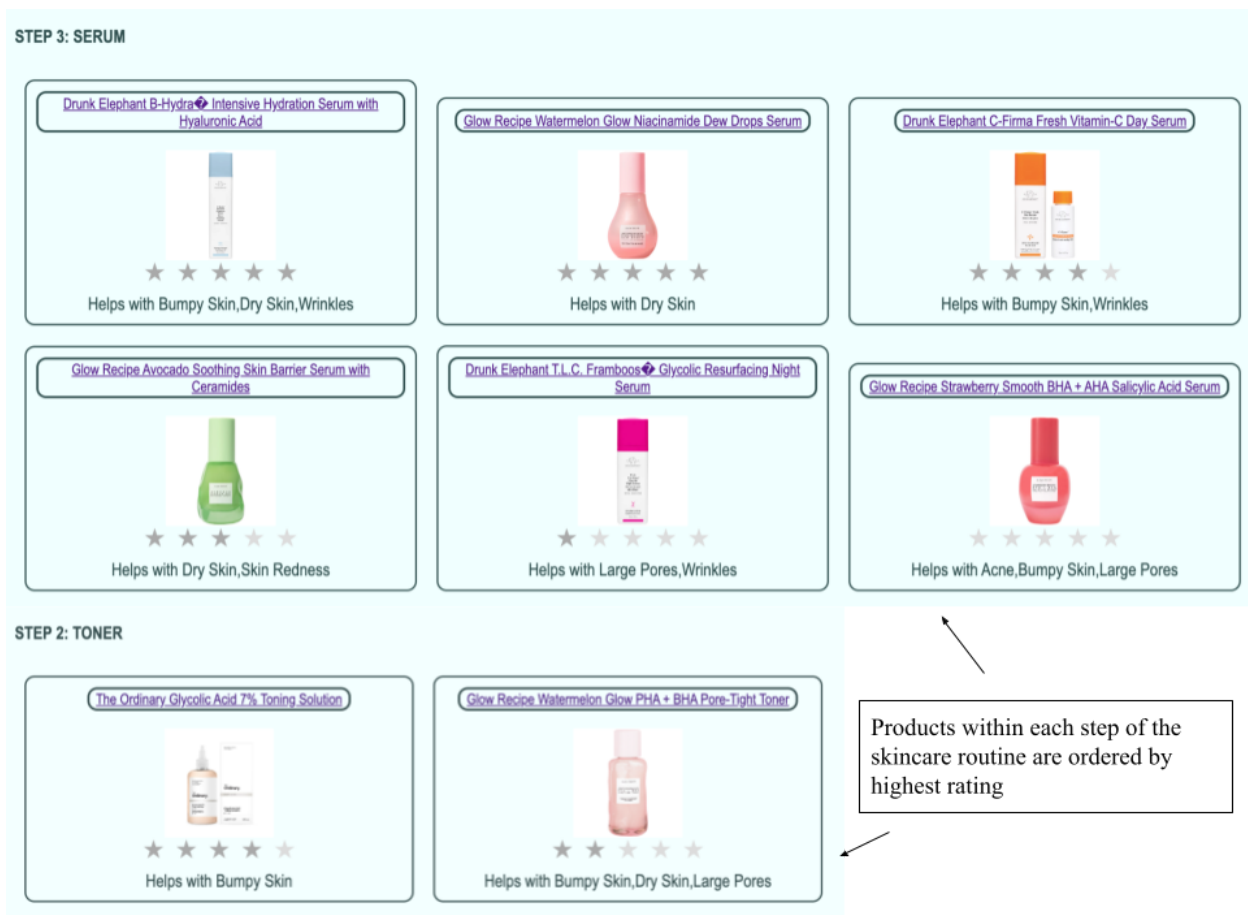 STEP 3: SERUM
Drunk Elephant B-Hydra� Intensive Hydration Serum with
Hyaluronic Acid
Helps with Bumpy Skin,Dry Skin,Wrinkles
Glow Recipe Watermelon Glow Niacinamide Dew Drops Serum
Helps with Dry Skin
Drunk Elephant C-Firma Fresh Vitamin-C Day Serum
Helps with Bumpy Skin,Wrinkles
Glow Recipe Avocado Soothing Skin Barrier Serum with
Ceramides
Helps with Dry Skin,Skin Redness
Drunk Elephant T.L.C. Framboos� Glycolic Resurfacing Night
Serum
Helps with Large Pores,Wrinkles
Glow Recipe Strawberry Smooth BHA + AHA Salicylic Acid Serum
Helps with Acne,Bumpy Skin,Large Pores
STEP 2: TONER
The Ordinary Glycolic Acid 7% Toning Solution
Helps with Bumpy Skin
Glow Recipe Watermelon Glow PHA + BHA Pore-Tight Toner
Helps with Bumpy Skin,Dry Skin,Large Pores
Products within each step of the
skincare routine are ordered by
highest rating